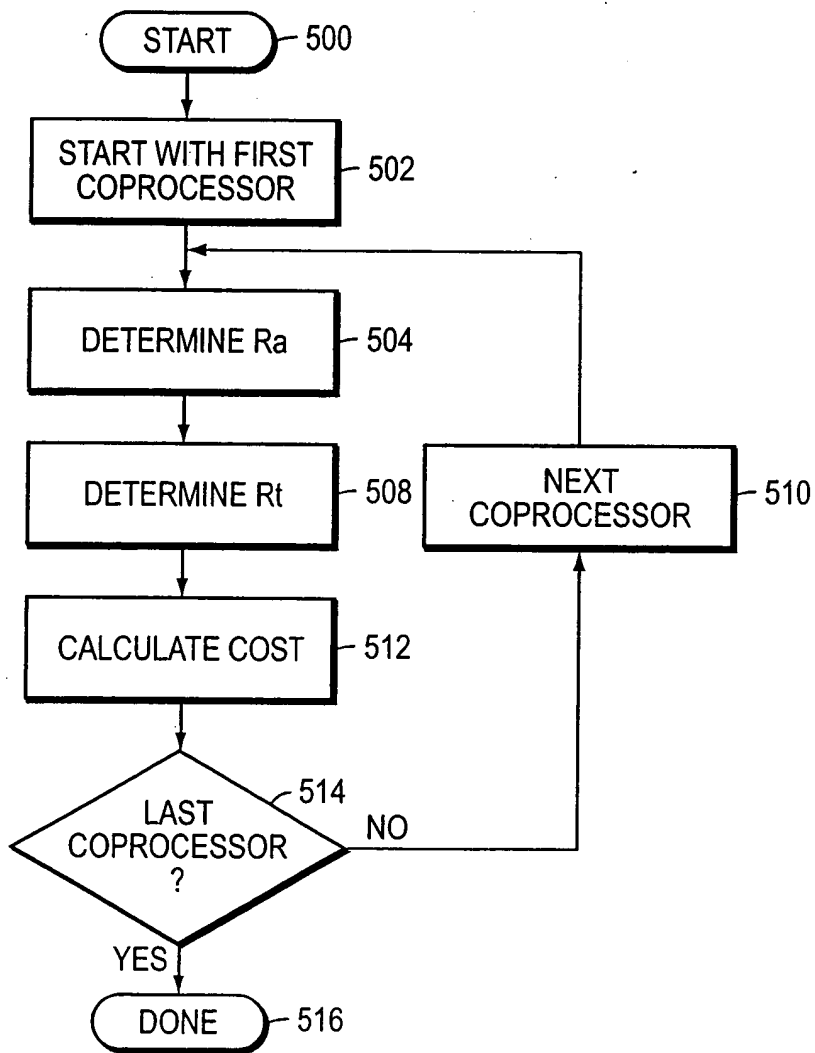 START
500
START WITH FIRST
COPROCESSOR
502
DETERMINE Ra
504
DETERMINE Rt
508
NEXT
COPROCESSOR
510
CALCULATE COST
512
LAST
COPROCESSOR
?
514
NO
YES
DONE
516